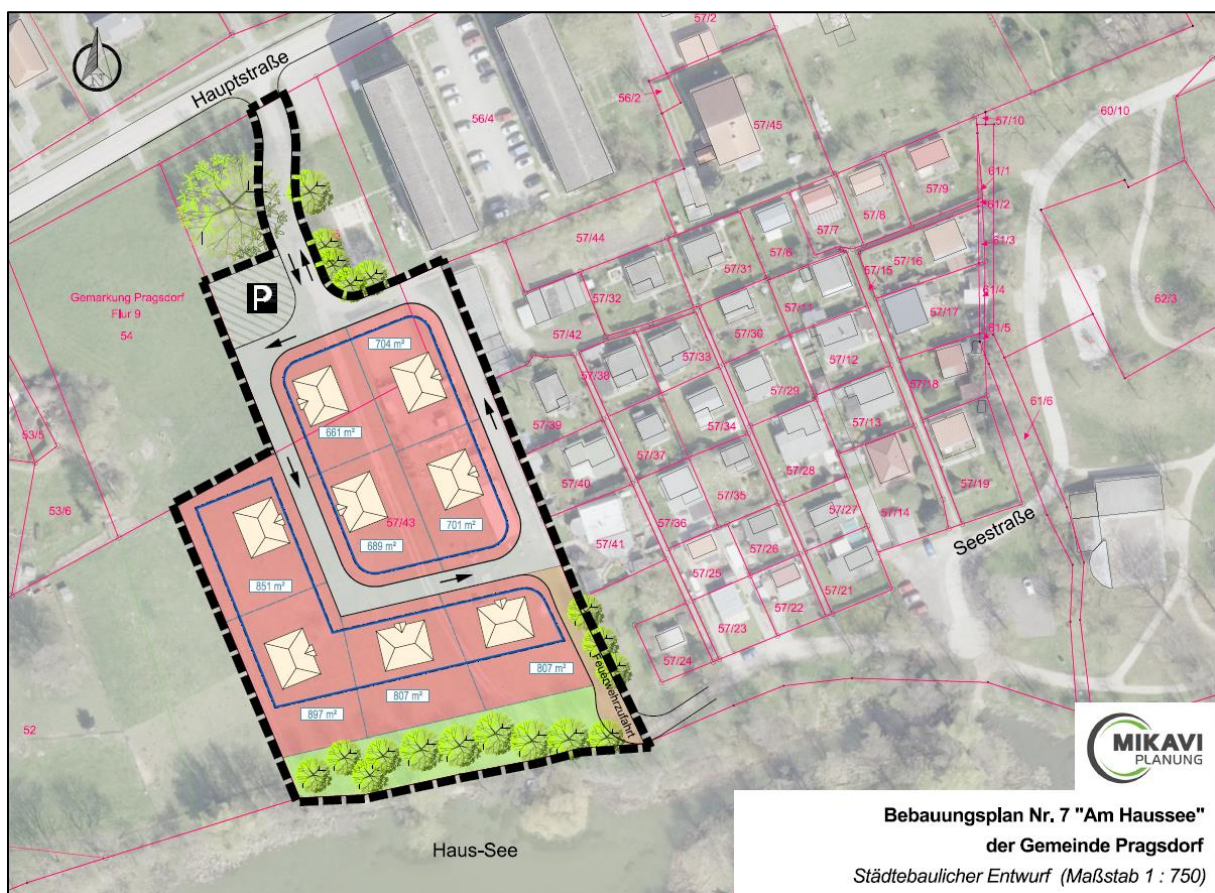 57/2
N
Hauptstraße
56/4
56/2
57/45
60/10
57/10
57/9
61/1
61/2
57/8
57/7
57/6
57/44
61/3
57/16
57/15
57/31
62/3
Gemarkung Pragsdorf
Flur 9
54
P
57/32
57/11
61/4
57/17
57/30
57/42
61/5
704 m²
57/33
57/12
57/38
57/18
57/29
61/6
57/39
57/34
57/13
661 m²
53/5
57/37
57/40
57/28
57/35
57/19
53/6
57/43
701 m²
57/36
57/27
57/14
689 m²
57/41
57/26
Seestraße
57/25
851 m²
57/21
57/22
57/23
57/24
807 m²
Feuerwehrzufahrt
807 m²
897 m²
52
MIKAVI
PLANUNG
Haus-See
Bebauungsplan Nr. 7 "Am Haussee"
der Gemeinde Pragsdorf
Städtebaulicher Entwurf (Maßstab 1 : 750)